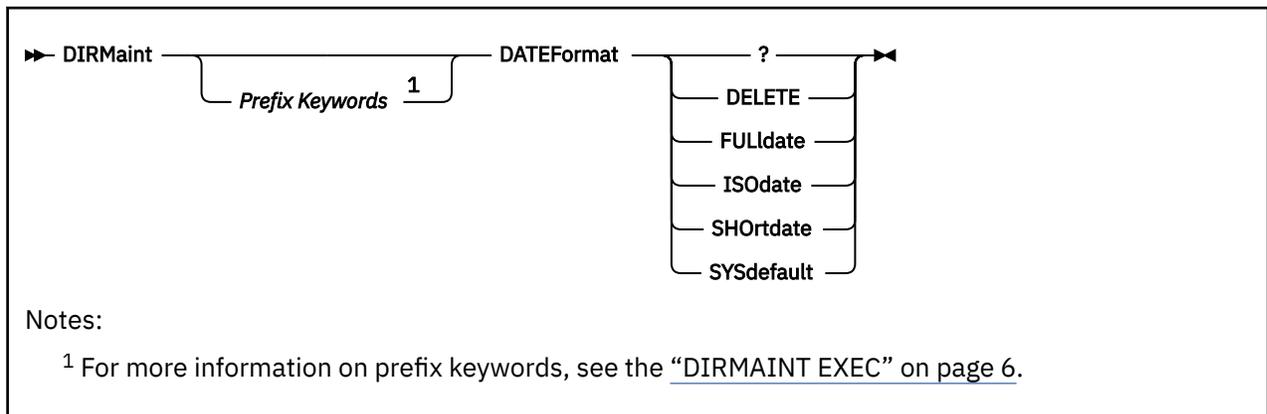 DIRMaint DATEFormat ?
Prefix Keywords 1
DELETE
FULldate
ISOdate
SHOrtdate
SYSdefault
Notes:
1 For more information on prefix keywords, see the “DIRMAINT EXEC” on page 6.